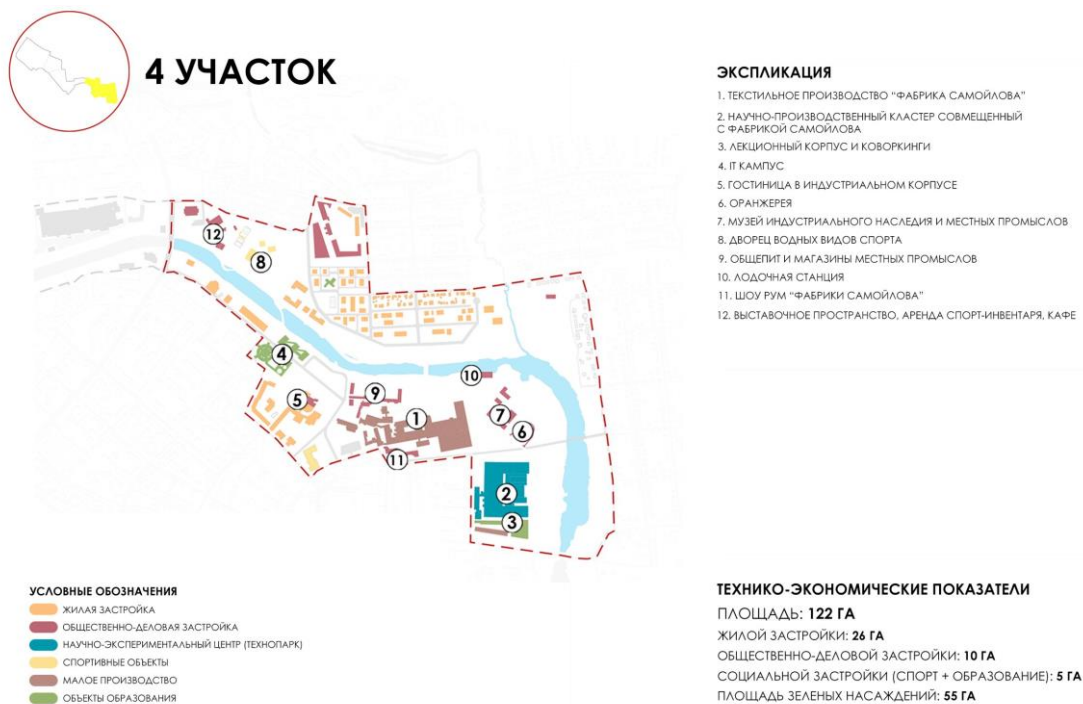 4 УЧАСТОК
ЭКСПЛИКАЦИЯ
1. ТЕКСТИЛЬНОЕ ПРОИЗВОДСТВО "ФАБРИКА САМОЙЛОВА"
2. НАУЧНО-ПРОИЗВОДСТВЕННЫЙ КЛАСТЕР СОВМЕЩЕННЫЙ
С ФАБРИКОЙ САМОЙЛОВА
3. ЛЕКЦИОННЫЙ КОРПУС И КОВОРКИНГИ
4. IT КАМПУС
5. ГОСТИНИЦА В ИНДУСТРИАЛЬНОМ КОРПУСЕ
6. ОРАНЖЕРЕЯ
7. МУЗЕЙ ИНДУСТРИАЛЬНОГО НАСЛЕДИЯ И МЕСТНЫХ ПРОМЫСЛОВ
8. ДВОРЕЦ ВОДНЫХ ВИДОВ СПОРТА
9. ОБЩЕПИТ И МАГАЗИНЫ МЕСТНЫХ ПРОМЫСЛОВ
10. ЛОДОЧНАЯ СТАНЦИЯ
11. ШОУ РУМ "ФАБРИКИ САМОЙЛОВА"
12. ВЫСТАВОЧНОЕ ПРОСТРАНСТВО, АРЕНДА СПОРТ-ИНВЕНТАРЯ, КАФЕ
12
8
4
10
5
9
1
7
6
11
2
3
УСЛОВНЫЕ ОБОЗНАЧЕНИЯ
ЖИЛАЯ ЗАСТРОЙКА
ОБЩЕСТВЕННО-ДЕЛОВАЯ ЗАСТРОЙКА
НАУЧНО-ЭКСПЕРИМЕНТАЛЬНЫЙ ЦЕНТР (ТЕХНОПАРК)
СПОРТИВНЫЕ ОБЪЕКТЫ
МАЛОЕ ПРОИЗВОДСТВО
ОБЪЕКТЫ ОБРАЗОВАНИЯ
ТЕХНИКО-ЭКОНОМИЧЕСКИЕ ПОКАЗАТЕЛИ
ПЛОЩАДЬ: 122 ГА
ЖИЛОЙ ЗАСТРОЙКИ: 26 ГА
ОБЩЕСТВЕННО-ДЕЛОВОЙ ЗАСТРОЙКИ: 10 ГА
СОЦИАЛЬНОЙ ЗАСТРОЙКИ (СПОРТ + ОБРАЗОВАНИЕ): 5 ГА
ПЛОЩАДЬ ЗЕЛЕНЫХ НАСАЖДЕНИЙ: 55 ГА